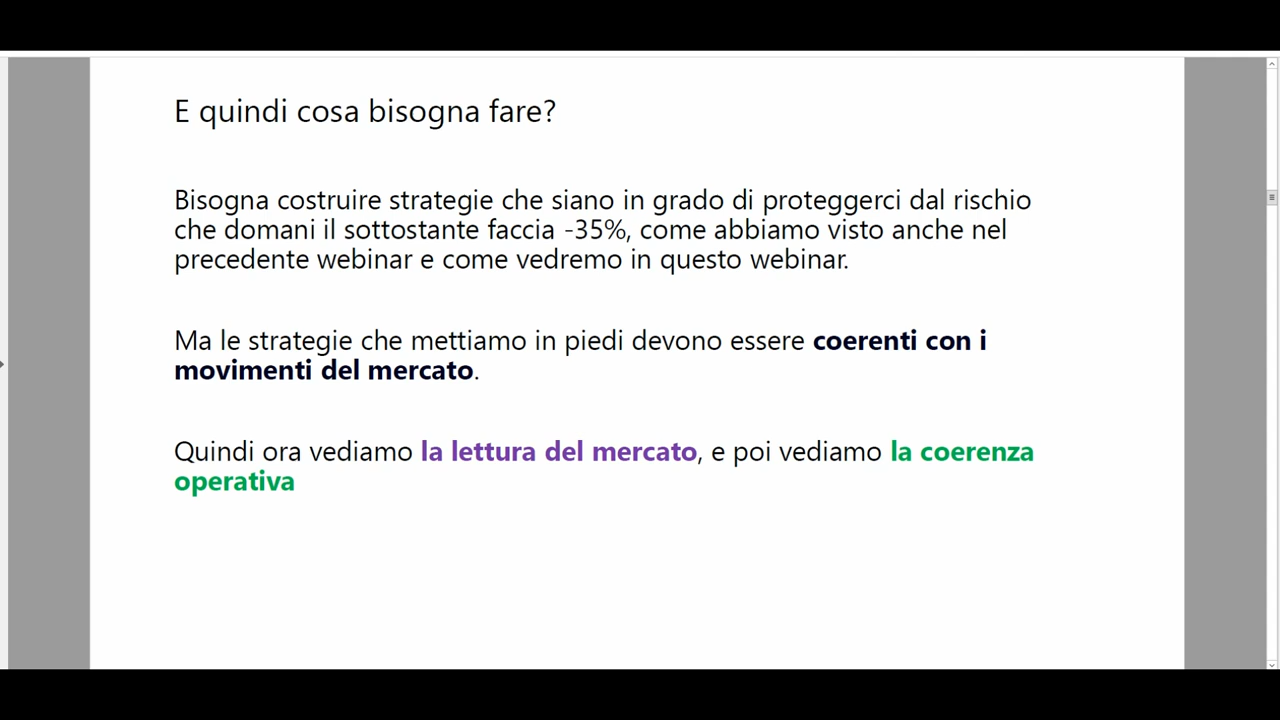 E quindi cosa bisogna fare?
Bisogna costruire strategie che siano in grado di proteggerci dal rischio
che domani il sottostante faccia -35%, come abbiamo visto anche nel
precedente webinar e come vedremo in questo webinar.
Ma le strategie che mettiamo in piedi devono essere coerenti con i
movimenti del mercato.
Quindi ora vediamo la lettura del mercato, e poi vediamo la coerenza
operativa